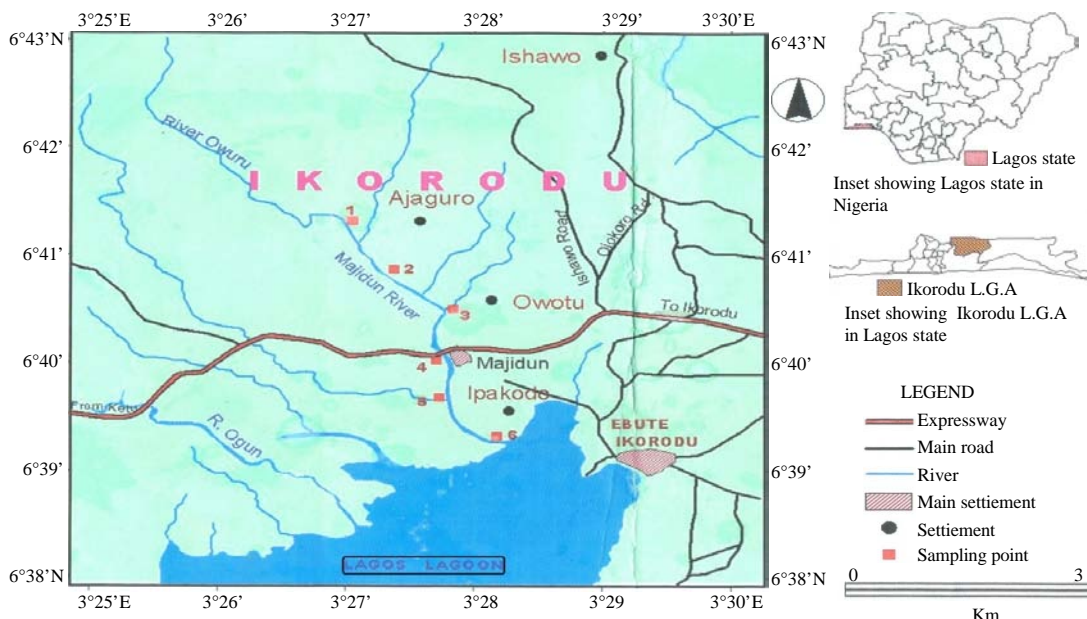 3°25’E 3°26’E 3°27’E 3°28’E 3°29’E 3°30’E
6°43’N
6°43’N
Ishawo
River Owuru
6°42’
6°42’
IKORODU
Ajaguro
1
Ishawo Road
Olokoro Rd
6°41’
6°41’
2
Majidun River
Owotu
3
To Ikorodu
6°40’
6°40’
4
Majidun
5
Ipakodo
From Ketu
R. Ogun
6
EBUTE
IKORODU
6°39’
6°39’
LAGOS LAGOON
6°38’N
6°38’N
3°25’E 3°26’E 3°27’E 3°28’E 3°29’E 3°30’E
Lagos state
Inset showing Lagos state in
Nigeria
Ikorodu L.G.A
Inset showing Ikorodu L.G.A
in Lagos state
LEGEND
Expressway
Main road
River
Main settiement
Settiement
Sampling point
0 3
Km